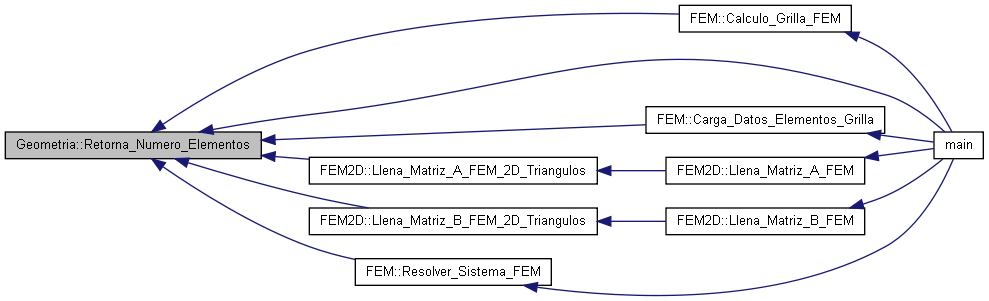 FEM::Calculo_Grilla_FEM
FEM::Carga_Datos_Elementos_Grilla
Geometria::Retorna_Numero_Elementos
main
FEM2D::Llena_Matriz_A_FEM_2D_Triangulos
FEM2D::Llena_Matriz_A_FEM
FEM2D::Llena_Matriz_B_FEM_2D_Triangulos
FEM2D::Llena_Matriz_B_FEM
FEM::Resolver_Sistema_FEM